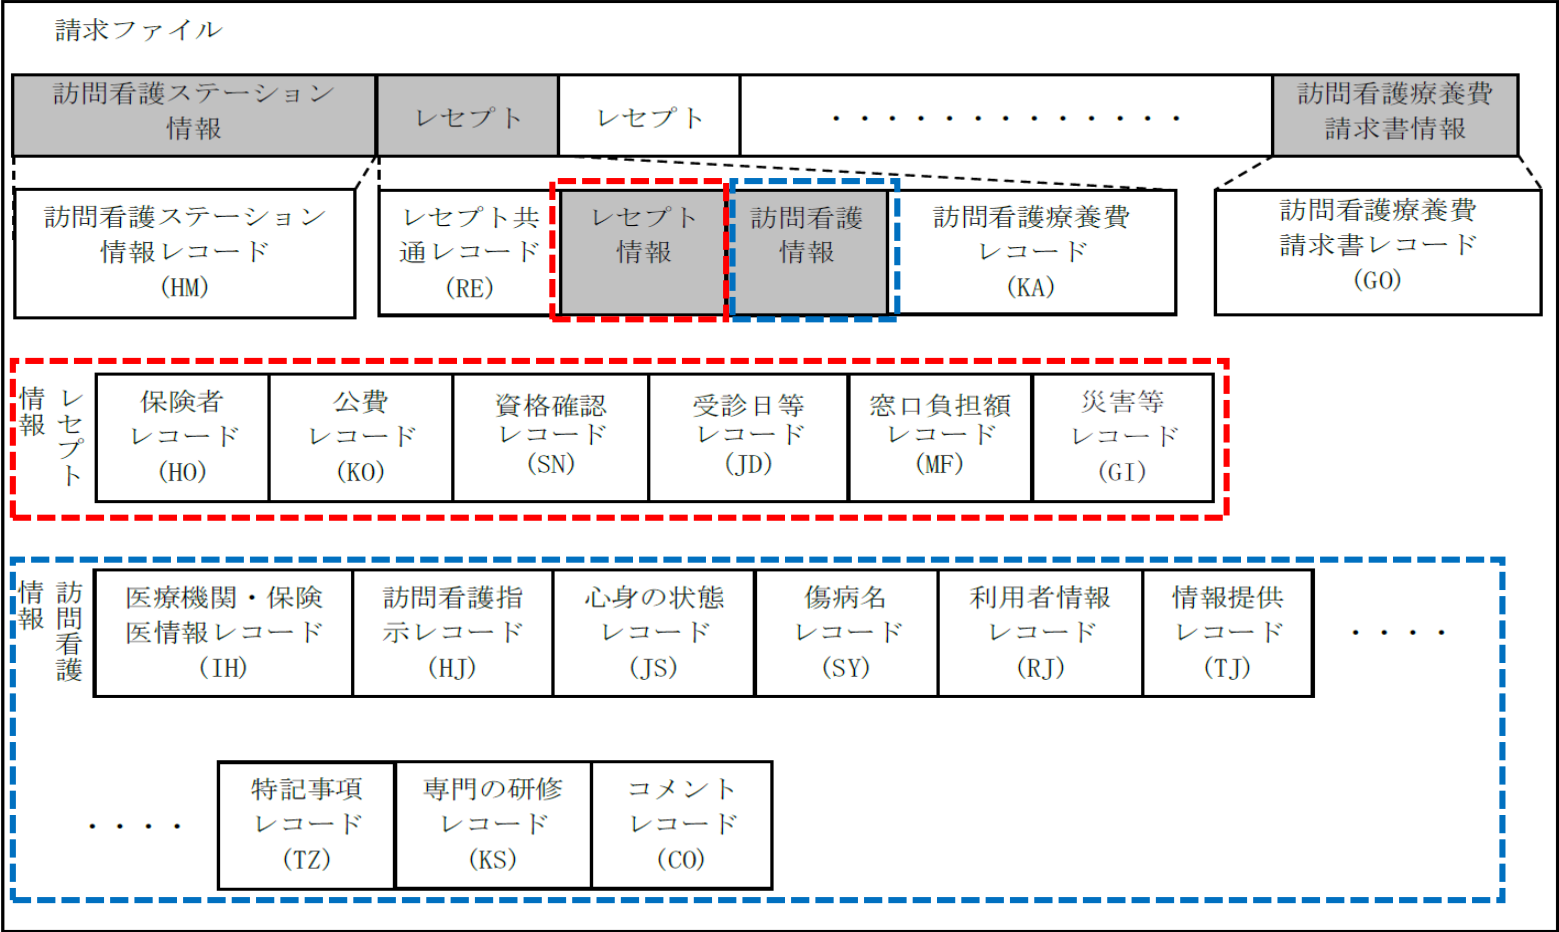 請求ファイル
訪問看護ステーション
情報
レセプト
レセプト
・・・・・・・・・・・・・
訪問看護療養費
請求書情報
訪問看護ステーション
情報レコード
(HM)
レセプト共
通レコード
(RE)
レセプト
情報
訪問看護
情報
訪問看護療養費
レコード
(KA)
訪問看護療養費
請求書レコード
(GO)
レセプト
情報
保険者
レコード
(HO)
公費
レコード
(KO)
資格確認
レコード
(SN)
受診日等
レコード
(JD)
窓口負担額
レコード
(MF)
災害等
レコード
(GI)
訪問看護
情報
医療機関・保険
医情報レコード
(IH)
訪問看護指
示レコード
(HJ)
心身の状態
レコード
(JS)
傷病名
レコード
(SY)
利用者情報
レコード
(RJ)
情報提供
レコード
(TJ)
・・・・
・・・・
特記事項
レコード
(TZ)
専門の研修
レコード
(KS)
コメント
レコード
(CO)